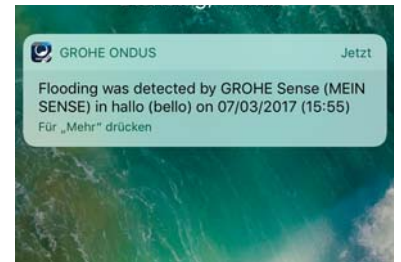 GROHE ONDUS Jetzt
Flooding was detected by GROHE Sense (MEIN
SENSE) in hallo (bello) on 07/03/2017 (15:55)
Für „Mehr“ drücken